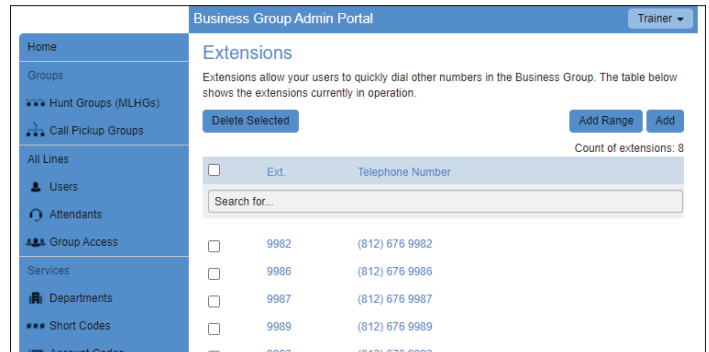 Business Group Admin Portal
Trainer
Home
Groups
Hunt Groups (MLHGs)
Call Pickup Groups
All Lines
Users
Attendants
Group Access
Services
Departments
Short Codes
Account Codes
Extensions
Extensions allow your users to quickly dial other numbers in the Business Group. The table below
shows the extensions currently in operation.
Delete Selected
Add Range
Add
Count of extensions: 8
Ext. Telephone Number
Search for...
9982 (812) 676 9982
9986 (812) 676 9986
9987 (812) 676 9987
9989 (812) 676 9989